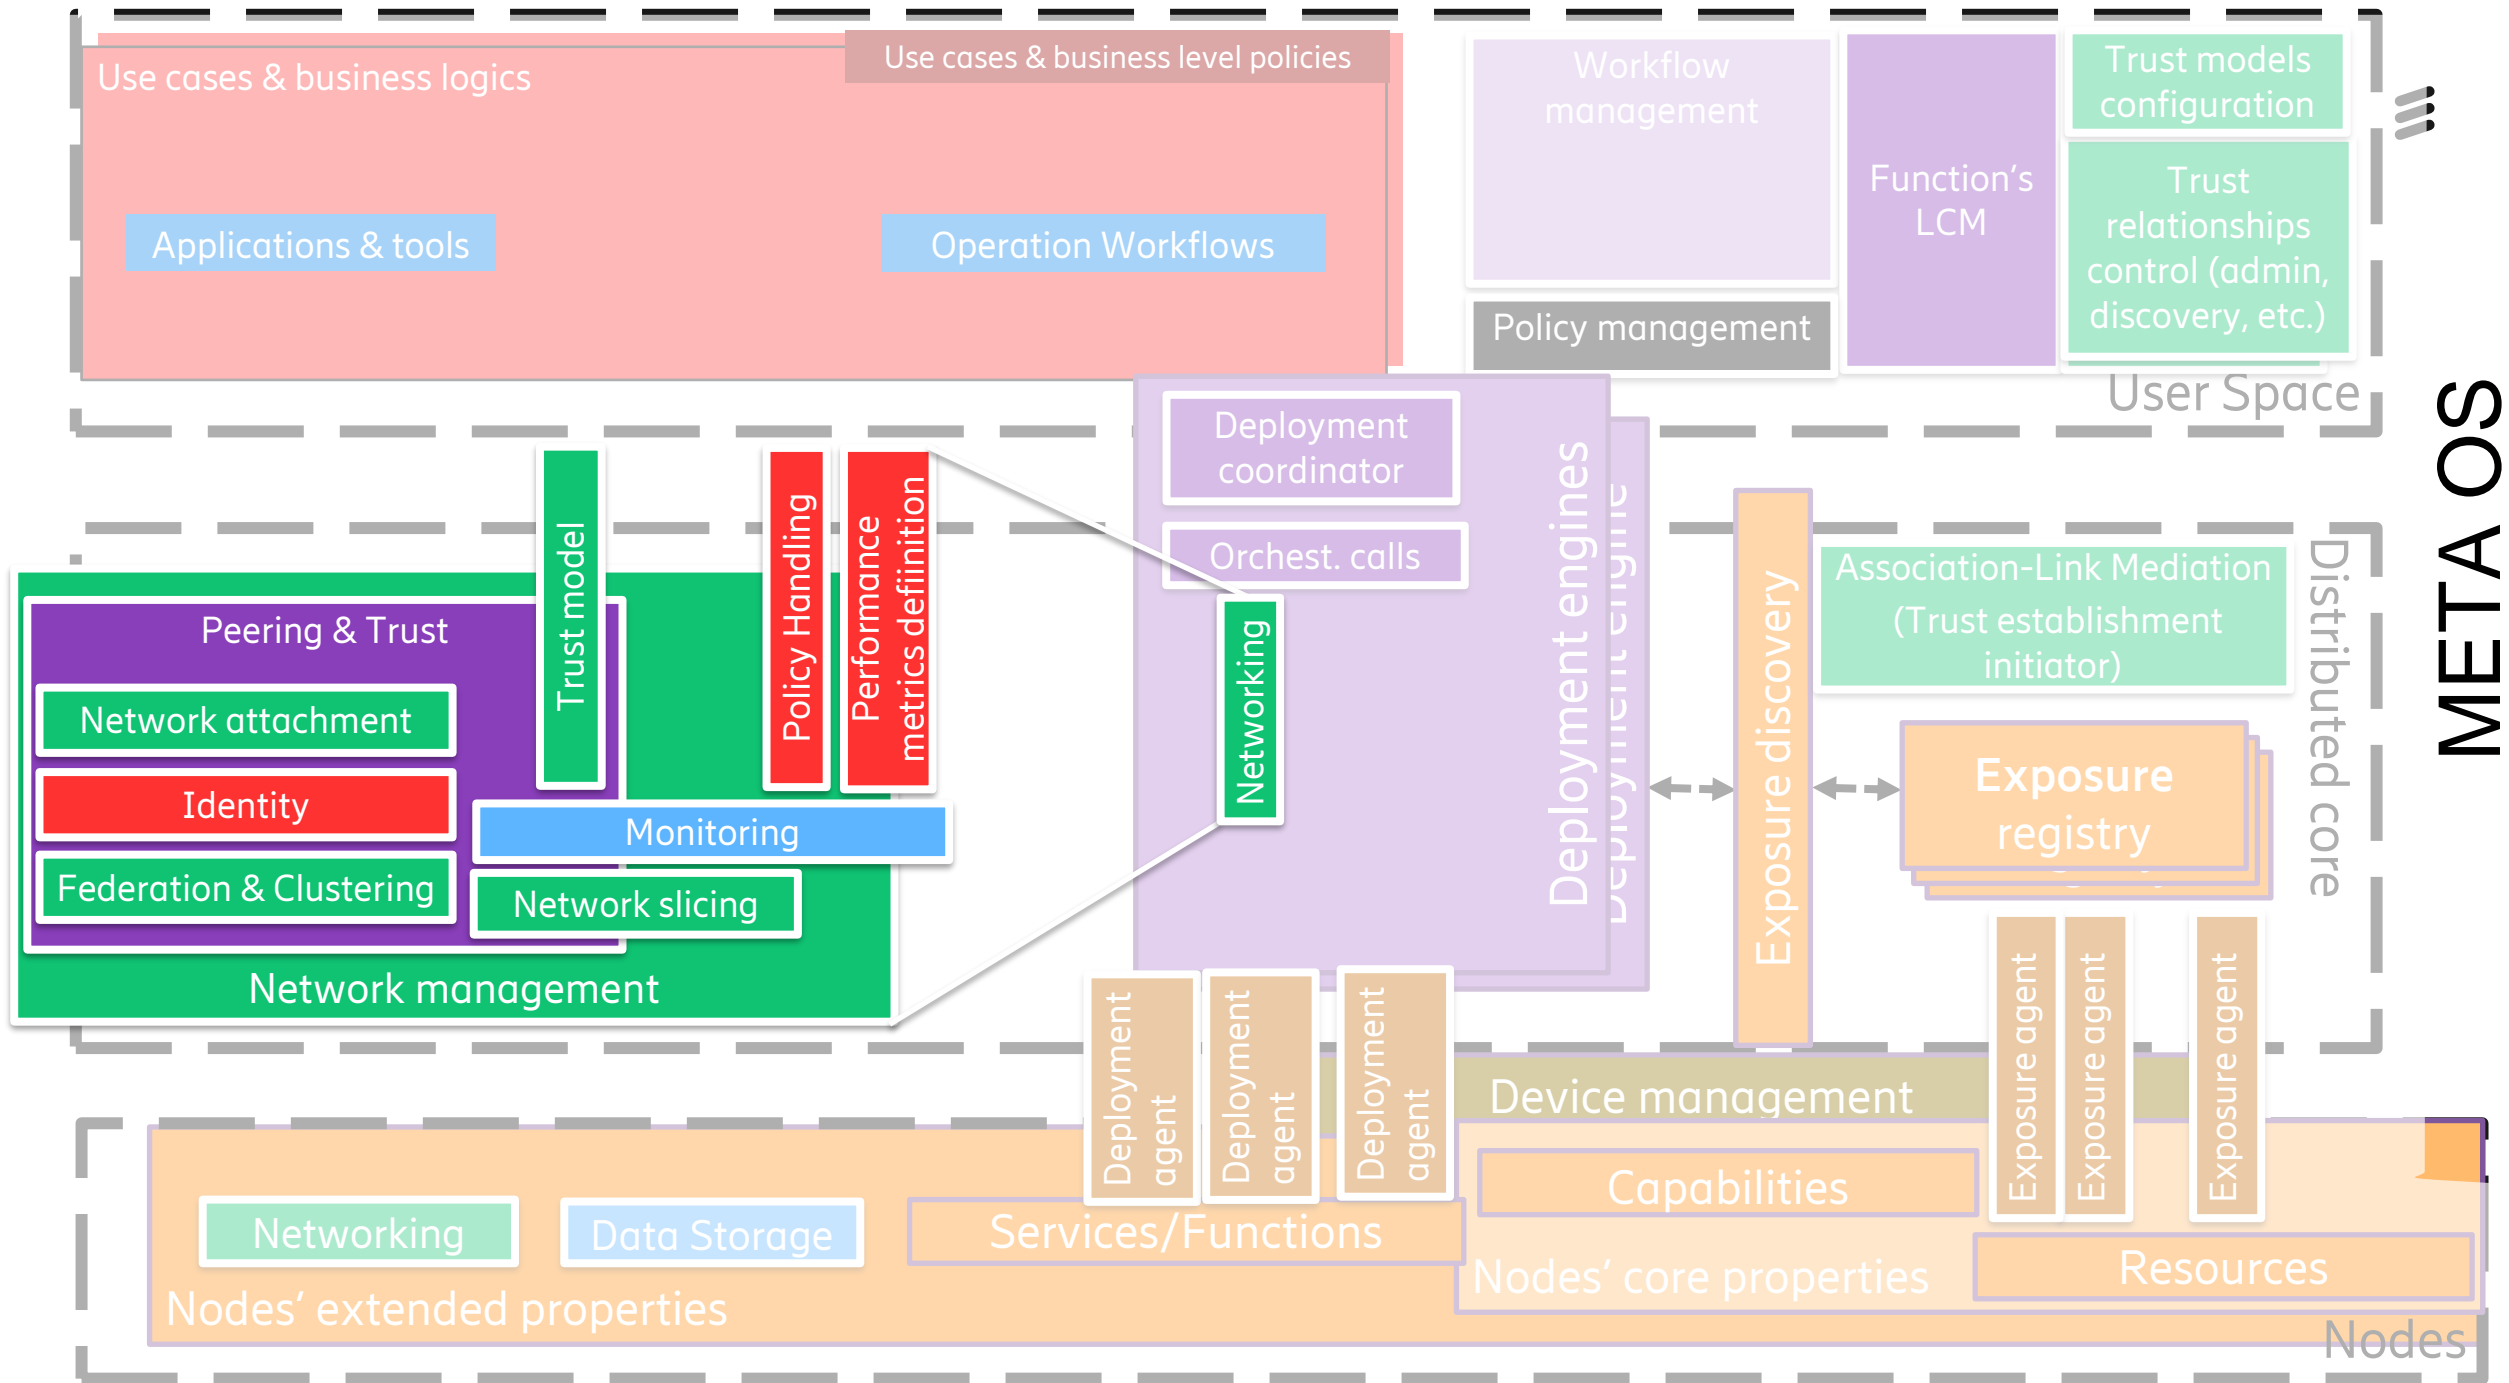 Use cases & business level policies
Use cases & business logics
Applications & tools
Operation Workflows
Workflow
management
Policy management
Function’s
LCM
Trust models
configuration
Trust
relationships
control (admin,
discovery, etc.)
User Space
META OS
Deployment
coordinator
Orchest. calls
Deployment engines
Deployment engine
Networking
Exposure discovery
Association-Link Mediation
(Trust establishment
initiator)
Distributed core
Exposure
registry
Peering & Trust
Network attachment
Identity
Federation & Clustering
Trust model
Policy Handling
Performance
metrics defiinition
Monitoring
Network slicing
Network management
Deployment
agent
Deployment
agent
Deployment
agent
Exposure agent
Exposure agent
Exposure agent
Device management
Capabilities
Networking
Data Storage
Services/Functions
Nodes’ core properties
Resources
Nodes’ extended properties
Nodes